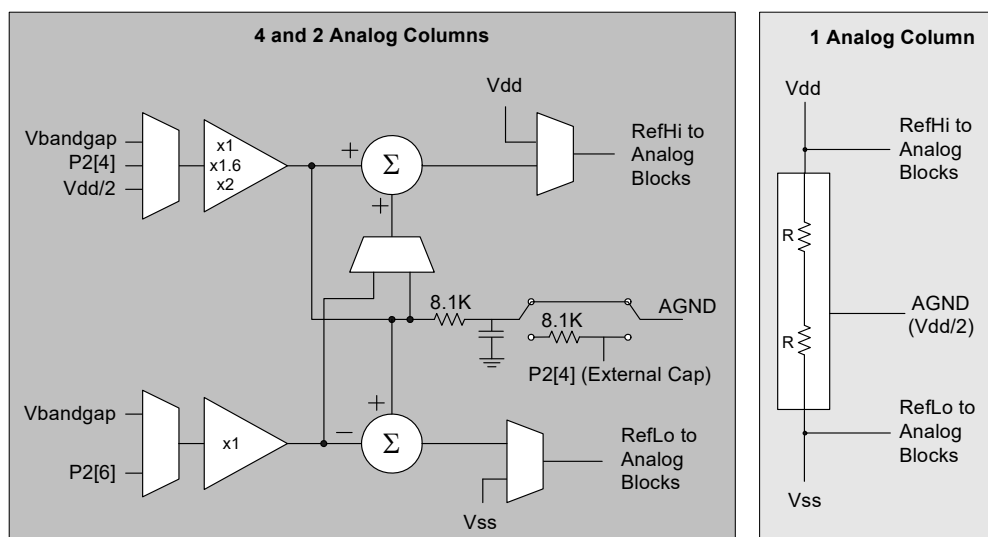 4 and 2 Analog Columns
Vdd
Vbandgap
P2[4]
Vdd/2
x1
x1.6
x2
+
Σ
+
RefHi to
Analog
Blocks
8.1K
8.1K
AGND
P2[4] (External Cap)
Vbandgap
P2[6]
x1
+
−
Σ
Vss
RefLo to
Analog
Blocks
1 Analog Column
Vdd
RefHi to
Analog
Blocks
R
AGND
(Vdd/2)
R
RefLo to
Analog
Blocks
Vss